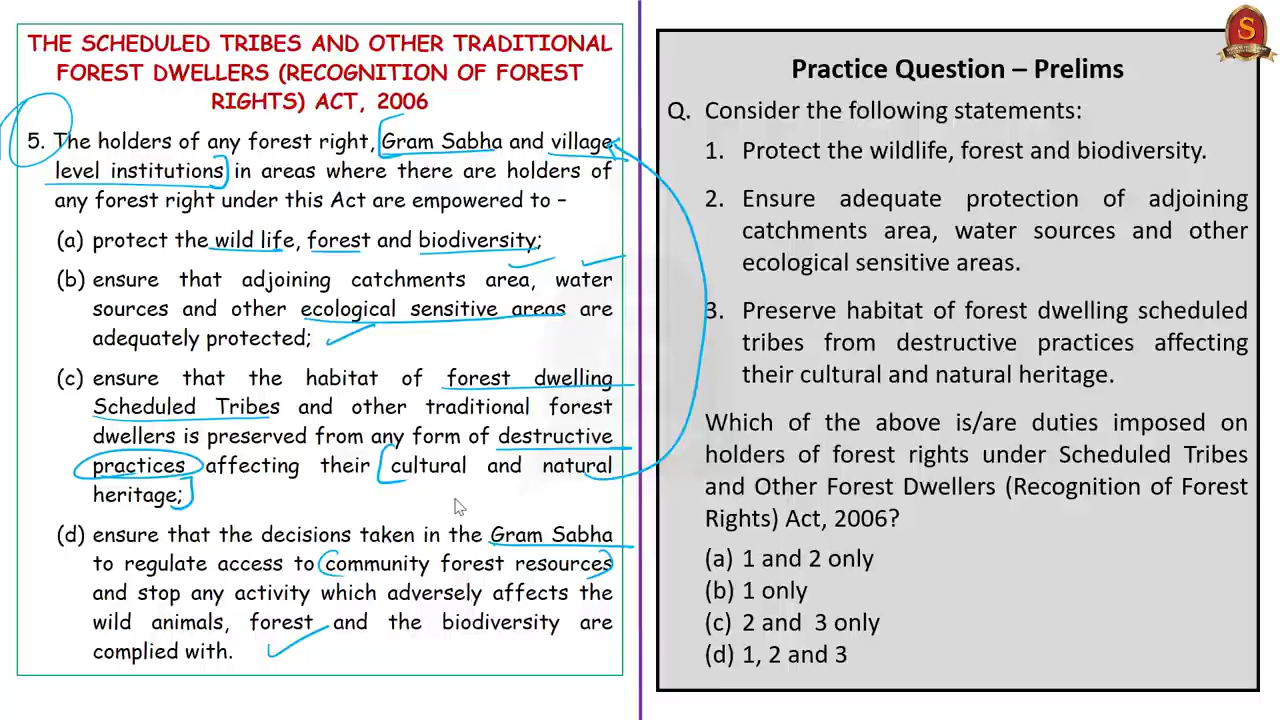 THE SCHEDULED TRIBES AND OTHER TRADITIONAL
FOREST DWELLERS (RECOGNITION OF FOREST
RIGHTS) ACT, 2006
5. The holders of any forest right, Gram Sabha and village
level institutions in areas where there are holders of
any forest right under this Act are empowered to –
(a) protect the wild life, forest and biodiversity;
(b) ensure that adjoining catchments area, water
sources and other ecological sensitive areas are
adequately protected;
(c) ensure that the habitat of forest dwelling
Scheduled Tribes and other traditional forest
dwellers is preserved from any form of destructive
practices affecting their cultural and natural
heritage;
(d) ensure that the decisions taken in the Gram Sabha
to regulate access to community forest resources
and stop any activity which adversely affects the
wild animals, forest and the biodiversity are
complied with.
Practice Question – Prelims
Q. Consider the following statements:
1. Protect the wildlife, forest and biodiversity.
2. Ensure adequate protection of adjoining
catchments area, water sources and other
ecological sensitive areas.
3. Preserve habitat of forest dwelling scheduled
tribes from destructive practices affecting
their cultural and natural heritage.
Which of the above is/are duties imposed on
holders of forest rights under Scheduled Tribes
and Other Forest Dwellers (Recognition of Forest
Rights) Act, 2006?
(a) 1 and 2 only
(b) 1 only
(c) 2 and 3 only
(d) 1, 2 and 3
S